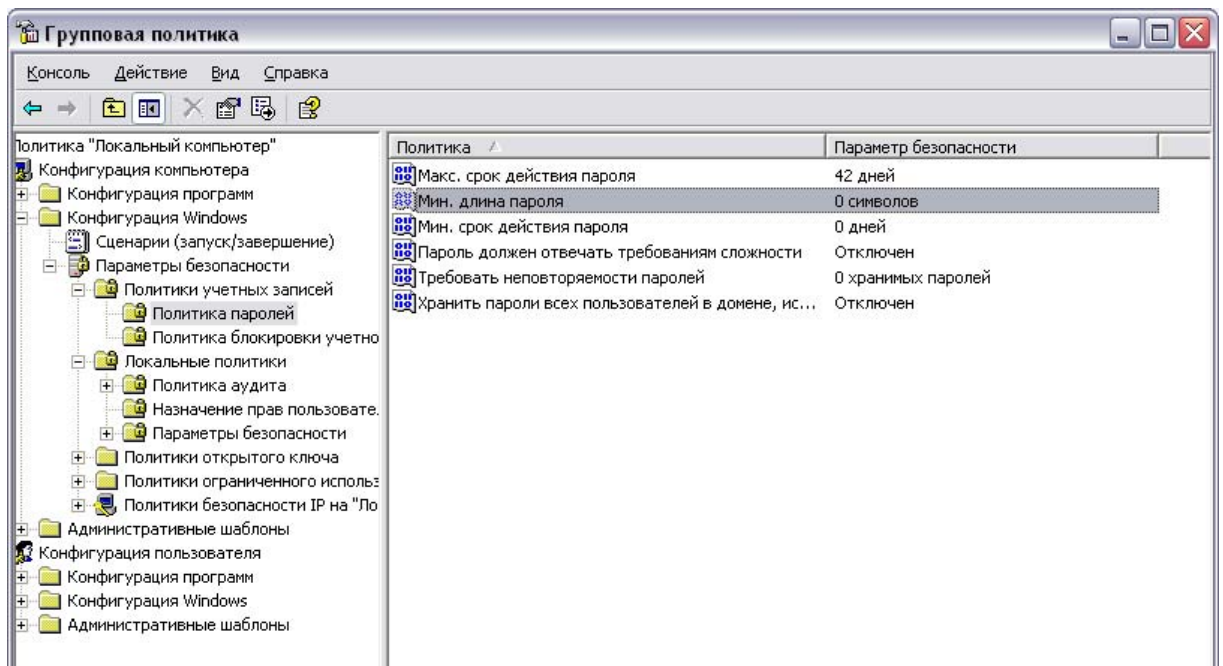 Групповая политика
Консоль Действие Вид Справка
Политика "Локальный компьютер"
Конфигурация компьютера
Конфигурация программ
Конфигурация Windows
Сценарии (запуск/завершение)
Параметры безопасности
Политики учетных записей
Политика паролей
Политика блокировки учетно
Локальные политики
Политика аудита
Назначение прав пользовате.
Параметры безопасности
Политики открытого ключа
Политики ограниченного использ
Политики безопасности IP на "Ло
Административные шаблоны
Конфигурация пользователя
Конфигурация программ
Конфигурация Windows
Административные шаблоны
Политика Параметр безопасности
Макс. срок действия пароля 42 дней
Мин. длина пароля 0 символов
Мин. срок действия пароля 0 дней
Пароль должен отвечать требованиям сложности Отключен
Требовать неповторяемости паролей 0 хранимых паролей
Хранить пароли всех пользователей в домене, ис... Отключен